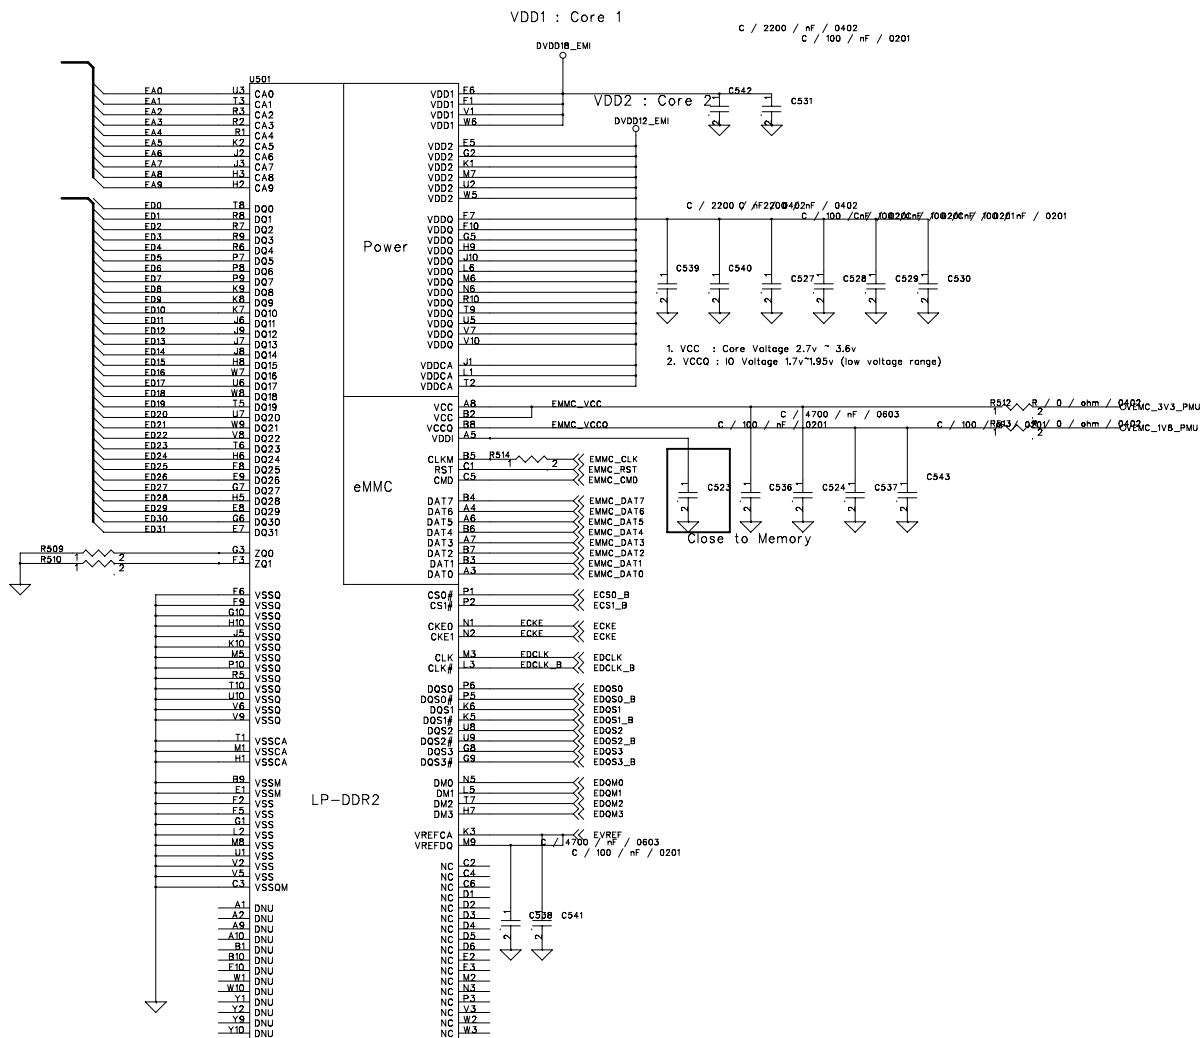 VDD1 : Core 1
C / 2200 / nF / 0402
C / 100 / nF / 0201
DVDD18_EMI
U501
VDD2 : Core 2
DVDD12_EMI
C542
C531
EA0 U3 CA0
EA1 T3 CA1
EA2 R3 CA2
EA3 R2 CA3
EA4 R1 CA4
EA5 K2 CA5
EA6 J2 CA6
EA7 J3 CA7
EA8 H3 CA8
EA9 H2 CA9
ED0 T8 DQ0
ED1 R8 DQ1
ED2 R7 DQ2
ED3 R9 DQ3
ED4 R6 DQ4
ED5 P7 DQ5
ED6 P8 DQ6
ED7 P9 DQ7
ED8 K9 DQ8
ED9 K8 DQ9
ED10 K7 DQ10
ED11 J6 DQ11
ED12 J9 DQ12
ED13 J7 DQ13
ED14 J8 DQ14
ED15 H8 DQ15
ED16 W7 DQ16
ED17 U6 DQ17
ED18 W8 DQ18
ED19 T5 DQ19
ED20 U7 DQ20
ED21 W9 DQ21
ED22 V8 DQ22
ED23 T6 DQ23
ED24 H6 DQ24
ED25 F8 DQ25
ED26 E9 DQ26
ED27 G7 DQ27
ED28 H5 DQ28
ED29 E8 DQ29
ED30 G6 DQ30
ED31 E7 DQ31
R509 1 2 G3 ZQ0
R510 1 2 F3 ZQ1
F6 VSSQ
F9 VSSQ
G10 VSSQ
H10 VSSQ
J5 VSSQ
K10 VSSQ
M5 VSSQ
P10 VSSQ
R5 VSSQ
T10 VSSQ
U10 VSSQ
V6 VSSQ
V9 VSSQ
T1 VSSCA
M1 VSSCA
H1 VSSCA
B9 VSSM
E1 VSSM
F2 VSS
F5 VSS
G1 VSS
L2 VSS
M8 VSS
U1 VSS
V2 VSS
V5 VSS
C3 VSSQM
A1 DNU
A2 DNU
A9 DNU
A10 DNU
B1 DNU
B10 DNU
E10 DNU
W1 DNU
W10 DNU
Y1 DNU
Y2 DNU
Y9 DNU
Y10 DNU
Power
eMMC
LP-DDR2
VDD1 E6
VDD1 F1
VDD1 V1
VDD1 W6
VDD2 E5
VDD2 G2
VDD2 K1
VDD2 M7
VDD2 U2
VDD2 W5
VDDQ F7
VDDQ F10
VDDQ G5
VDDQ H9
VDDQ J10
VDDQ L6
VDDQ M6
VDDQ N6
VDDQ R10
VDDQ T9
VDDQ U5
VDDQ V7
VDDQ V10
VDDCA J1
VDDCA L1
VDDCA T2
C539
C540
C527
C528
C529
C530
1. VCC : Core Voltage 2.7v ~ 3.6v
2. VCCQ : IO Voltage 1.7v~1.95v (low voltage range)
VCC A8 EMMC_VCC
VCC B2
VCCQ B8 EMMC_VCCQ
VDDI A5
C / 4700 / nF / 0603
C / 100 / nF / 0201
R512
R / 0 / ohm / 0402
R / 0 / ohm / 0402
C523
C536
C524
C537
C543
Close to Memory
CLKM B5 R514 1 2 EMMC_CLK
RST C1 EMMC_RST
CMD C5 EMMC_CMD
DAT7 B4 EMMC_DAT7
DAT6 A4 EMMC_DAT6
DAT5 A6 EMMC_DAT5
DAT4 B6 EMMC_DAT4
DAT3 A7 EMMC_DAT3
DAT2 B7 EMMC_DAT2
DAT1 B3 EMMC_DAT1
DAT0 A3 EMMC_DAT0
CS0# P1 ECS0_B
CS1# P2 ECS1_B
CKE0 N1 ECKE ECKE
CKE1 N2 ECKE ECKE
CLK M3 EDCLK EDCLK
CLK# L3 EDCLK_B EDCLK_B
DQS0 P6 EDQS0
DQS0# P5 EDQS0_B
DQS1 K6 EDQS1
DQS1# K5 EDQS1_B
DQS2 U8 EDQS2
DQS2# U9 EDQS2_B
DQS3 G8 EDQS3
DQS3# G9 EDQS3_B
DM0 N5 EDQM0
DM1 L5 EDQM1
DM2 T7 EDQM2
DM3 H7 EDQM3
VREFCA K3 EVREF
VREFDQ M9
C / 4700 / nF / 0603
C / 100 / nF / 0201
C538
C541
NC C2
NC C4
NC C6
NC D1
NC D2
NC D3
NC D4
NC D5
NC D6
NC E2
NC E3
NC M2
NC N3
NC P3
NC V3
NC W2
NC W3